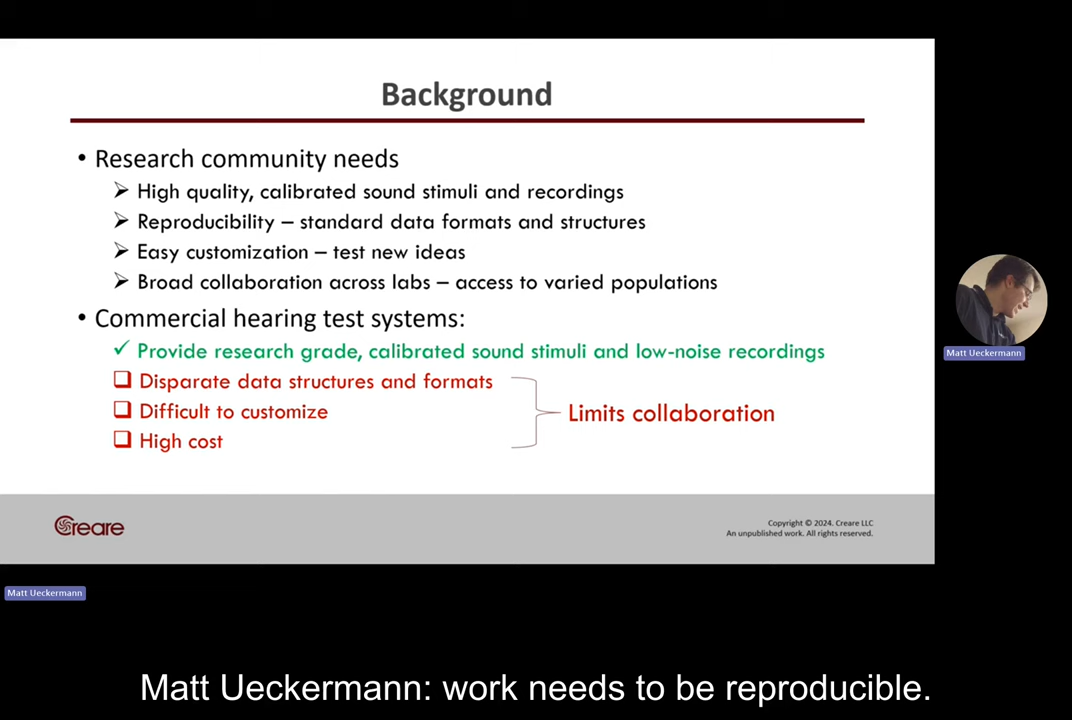 Background
• Research community needs
➢ High quality, calibrated sound stimuli and recordings
➢ Reproducibility – standard data formats and structures
➢ Easy customization – test new ideas
➢ Broad collaboration across labs – access to varied populations
• Commercial hearing test systems:
✓ Provide research grade, calibrated sound stimuli and low-noise recordings
❑ Disparate data structures and formats
❑ Difficult to customize
❑ High cost
Limits collaboration
Creare
Copyright © 2024. Creare LLC
An unpublished work. All rights reserved.
Matt Ueckermann
Matt Ueckermann
Matt Ueckermann: work needs to be reproducible.